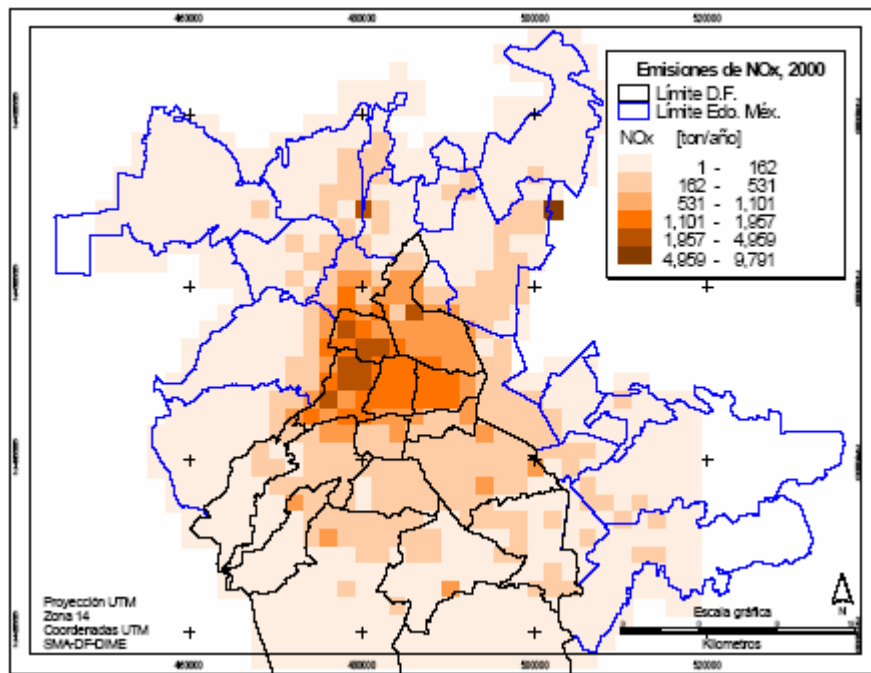 460000 480000 500000 520000
Emisiones de NOx, 2000
Límite D.F.
Límite Edo. Méx.
NOx [ton/año]
1 - 162
162 - 531
531 - 1,101
1,101 - 1,957
1,957 - 4,959
4,959 - 9,791
Proyección UTM
Zona 14
Coordenadas UTM
SMA-DF-DIME
N
Escala gráfica
Kilometros
460000 480000 500000 520000